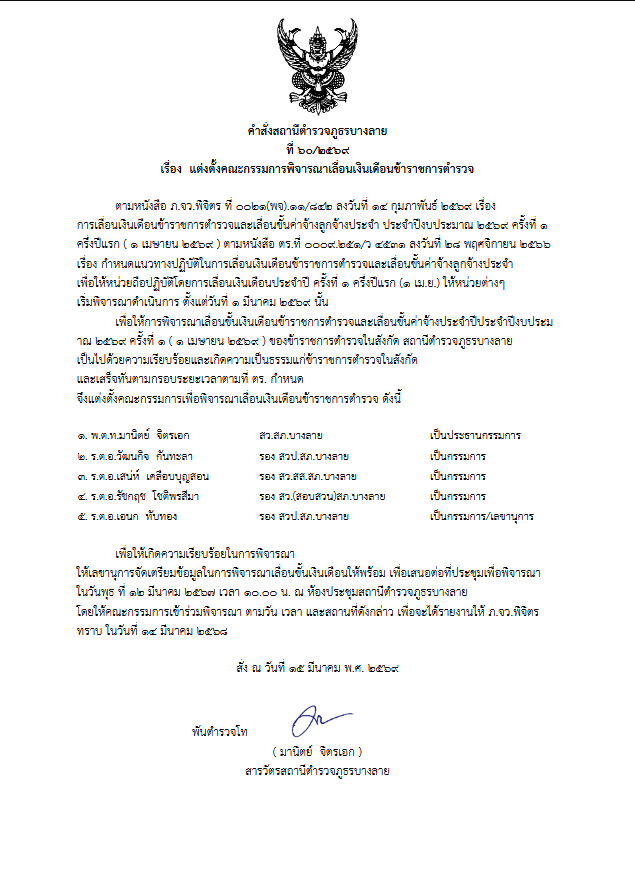 คำสั่งสถานีตำรวจภูธรบางลาย
ที่ ๖๐/๒๕๖๙
เรื่อง แต่งตั้งคณะกรรมการพิจารณาเลื่อนเงินเดือนข้าราชการตำรวจ
ตามหนังสือ ภ.จว.พิจิตร ที่ ๐๐๒๑(พจ).๑๑/๘๔๒ ลงวันที่ ๑๔ กุมภาพันธ์ ๒๕๖๙ เรื่อง
การเลื่อนเงินเดือนข้าราชการตำรวจและเลื่อนขั้นค่าจ้างลูกจ้างประจำ ประจำปีงบประมาณ ๒๕๖๙ ครั้งที่ ๑
ครึ่งปีแรก ( ๑ เมษายน ๒๕๖๙ ) ตามหนังสือ ตร.ที่ ๐๐๐๙.๒๕๑/ว ๔๕๓๑ ลงวันที่ ๒๘ พฤศจิกายน ๒๕๖๖
เรื่อง กำหนดแนวทางปฏิบัติในการเลื่อนเงินเดือนข้าราชการตำรวจและเลื่อนขั้นค่าจ้างลูกจ้างประจำ
เพื่อให้หน่วยถือปฏิบัติโดยการเลื่อนเงินเดือนประจำปี ครั้งที่ ๑ ครึ่งปีแรก (๑ เม.ย.) ให้หน่วยต่างๆ
เริ่มพิจารณาดำเนินการ ตั้งแต่วันที่ ๑ มีนาคม ๒๕๖๙ นั้น
เพื่อให้การพิจารณาเลื่อนขั้นเงินเดือนข้าราชการตำรวจและเลื่อนขั้นค่าจ้างประจำปีประจำปีงบประม
าณ ๒๕๖๙ ครั้งที่ ๑ ( ๑ เมษายน ๒๕๖๙ ) ของข้าราชการตำรวจในสังกัด สถานีตำรวจภูธรบางลาย
เป็นไปด้วยความเรียบร้อยและเกิดความเป็นธรรมแก่ข้าราชการตำรวจในสังกัด
และเสร็จทันตามกรอบระยะเวลาตามที่ ตร. กำหนด
จึงแต่งตั้งคณะกรรมการเพื่อพิจารณาเลื่อนเงินเดือนข้าราชการตำรวจ ดังนี้
๑. พ.ต.ท.มานิตย์ จิตรเอก สว.สภ.บางลาย เป็นประธานกรรมการ
๒. ร.ต.อ.วัฒนกิจ กันทะลา รอง สวป.สภ.บางลาย เป็นกรรมการ
๓. ร.ต.อ.เสน่ห์ เคลือบบุญสอน รอง สว.สส.สภ.บางลาย เป็นกรรมการ
๔. ร.ต.อ.รัชกฤช โชติพรสีมา รอง สว.(สอบสวน)สภ.บางลาย เป็นกรรมการ
๕. ร.ต.อ.เอนก ทับทอง รอง สวป.สภ.บางลาย เป็นกรรมการ/เลขานุการ
เพื่อให้เกิดความเรียบร้อยในการพิจารณา
ให้เลขานุการจัดเตรียมข้อมูลในการพิจารณาเลื่อนขั้นเงินเดือนให้พร้อม เพื่อเสนอต่อที่ประชุมเพื่อพิจารณา
ในวันพุธ ที่ ๑๒ มีนาคม ๒๕๖๗ เวลา ๑๐.๐๐ น. ณ ห้องประชุมสถานีตำรวจภูธรบางลาย
โดยให้คณะกรรมการเข้าร่วมพิจารณา ตามวัน เวลา และสถานที่ดังกล่าว เพื่อจะได้รายงานให้ ภ.จว.พิจิตร
ทราบ ในวันที่ ๑๔ มีนาคม ๒๕๖๘
สั่ง ณ วันที่ ๑๕ มีนาคม พ.ศ. ๒๕๖๙
พันตำรวจโท
( มานิตย์ จิตรเอก )
สารวัตรสถานีตำรวจภูธรบางลาย